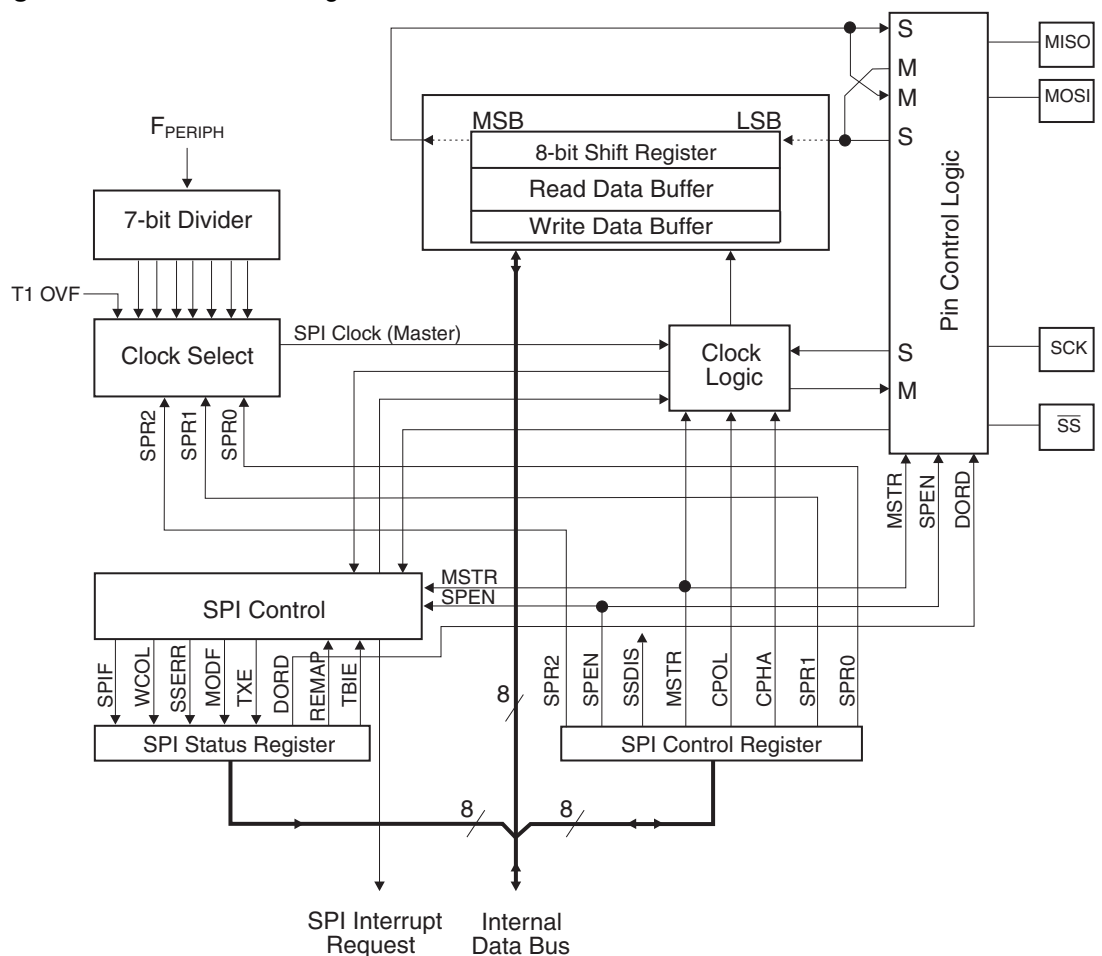 S
MISO
M
M
MOSI
MSB
LSB
S
FPERIPH
8-bit Shift Register
Read Data Buffer
Write Data Buffer
7-bit Divider
Pin Control Logic
T1 OVF
SPI Clock (Master)
Clock Select
Clock
Logic
S
M
SCK
SS
SPR2
SPR1
SPR0
MSTR
SPEN
DORD
MSTR
SPEN
SPI Control
SPIF
WCOL
SSERR
MODF
TXE
DORD
REMAP
TBIE
8
SPR2
SPEN
SSDIS
MSTR
CPOL
CPHA
SPR1
SPR0
SPI Status Register
SPI Control Register
8
8
SPI Interrupt
Request
Internal
Data Bus